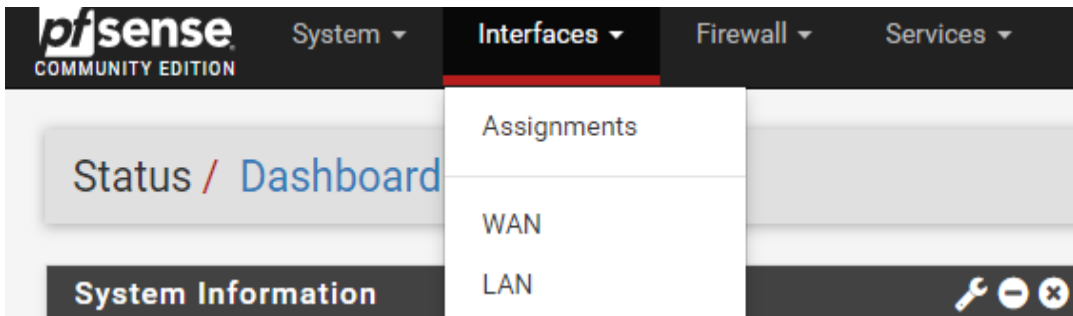 pfsense COMMUNITY EDITION
System
Interfaces
Firewall
Services
Assignments
Status / Dashboard
WAN
LAN
System Information